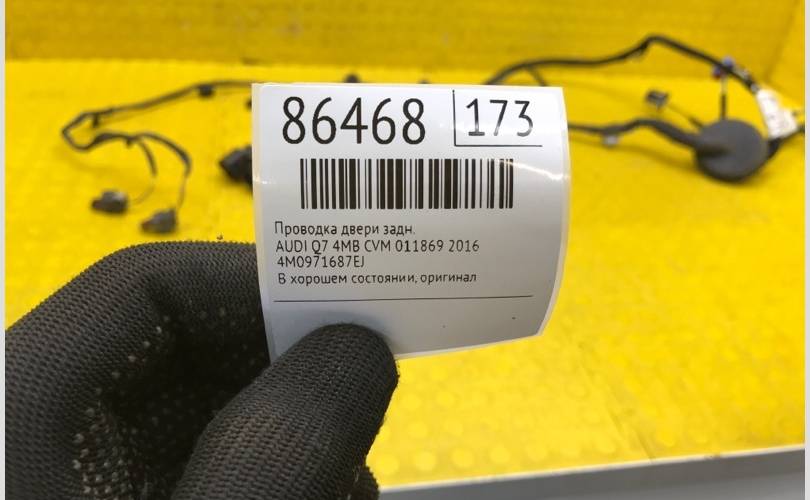 86468 173
Проводка двери задн.
AUDI Q7 4MB CVM 011869 2016
4M0971687EJ
В хорошем состоянии, оригинал